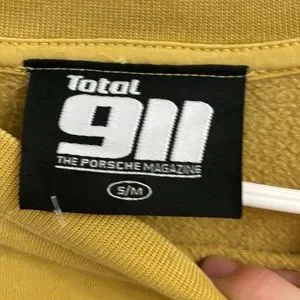 Total
911
THE PORSCHE MAGAZINE
S/M